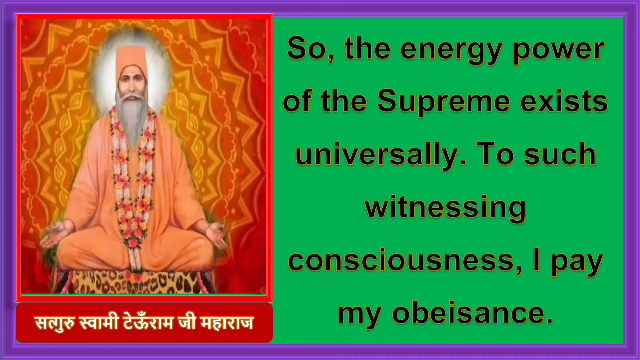 So, the energy power
of the Supreme exists
universally. To such
witnessing
consciousness, I pay
my obeisance.
सत्गुरु स्वामी टेऊँराम जी महाराज